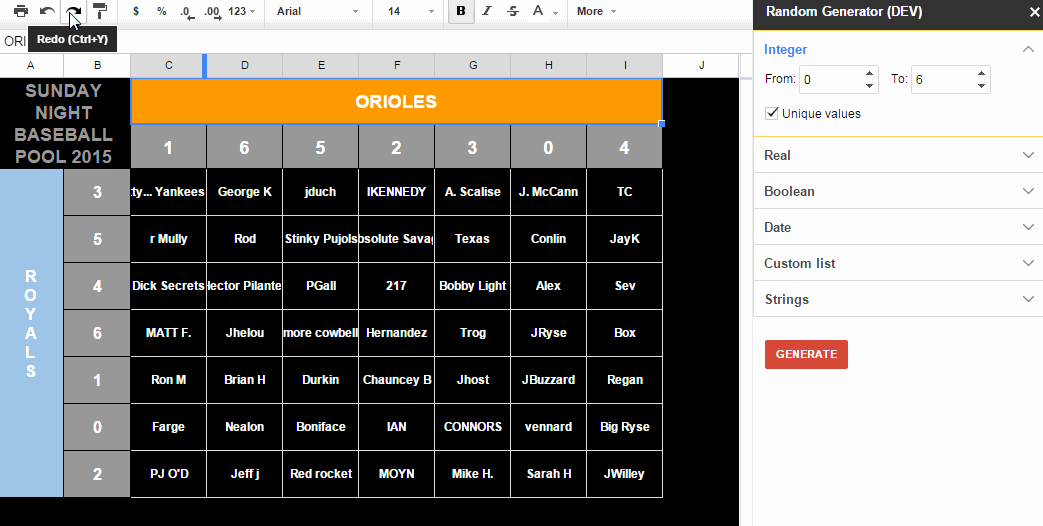 $ % .0 .00 123 Arial 14 B I S A More
Redo (Ctrl+Y)
ORI
A B C D E F G H I J
SUNDAY
NIGHT
BASEBALL
POOL 2015
ORIOLES
1 6 5 2 3 0 4
ROYALS
3 ty... Yankees George K jduch IKENNEDY A. Scalise J. McCann TC
5 r Mully Rod Stinky Pujols bsolute Savag Texas Conlin JayK
4 Dick Secrets lector Pilante PGall 217 Bobby Light Alex Sev
6 MATT F. Jhelou more cowbell Hernandez Trog JRyse Box
1 Ron M Brian H Durkin Chauncey B Jhost JBuzzard Regan
0 Farge Nealon Boniface IAN CONNORS vennard Big Ryse
2 PJ O'D Jeff j Red rocket MOYN Mike H. Sarah H JWilley
Random Generator (DEV) ×
Integer
From: 0 To: 6
Unique values
Real
Boolean
Date
Custom list
Strings
GENERATE